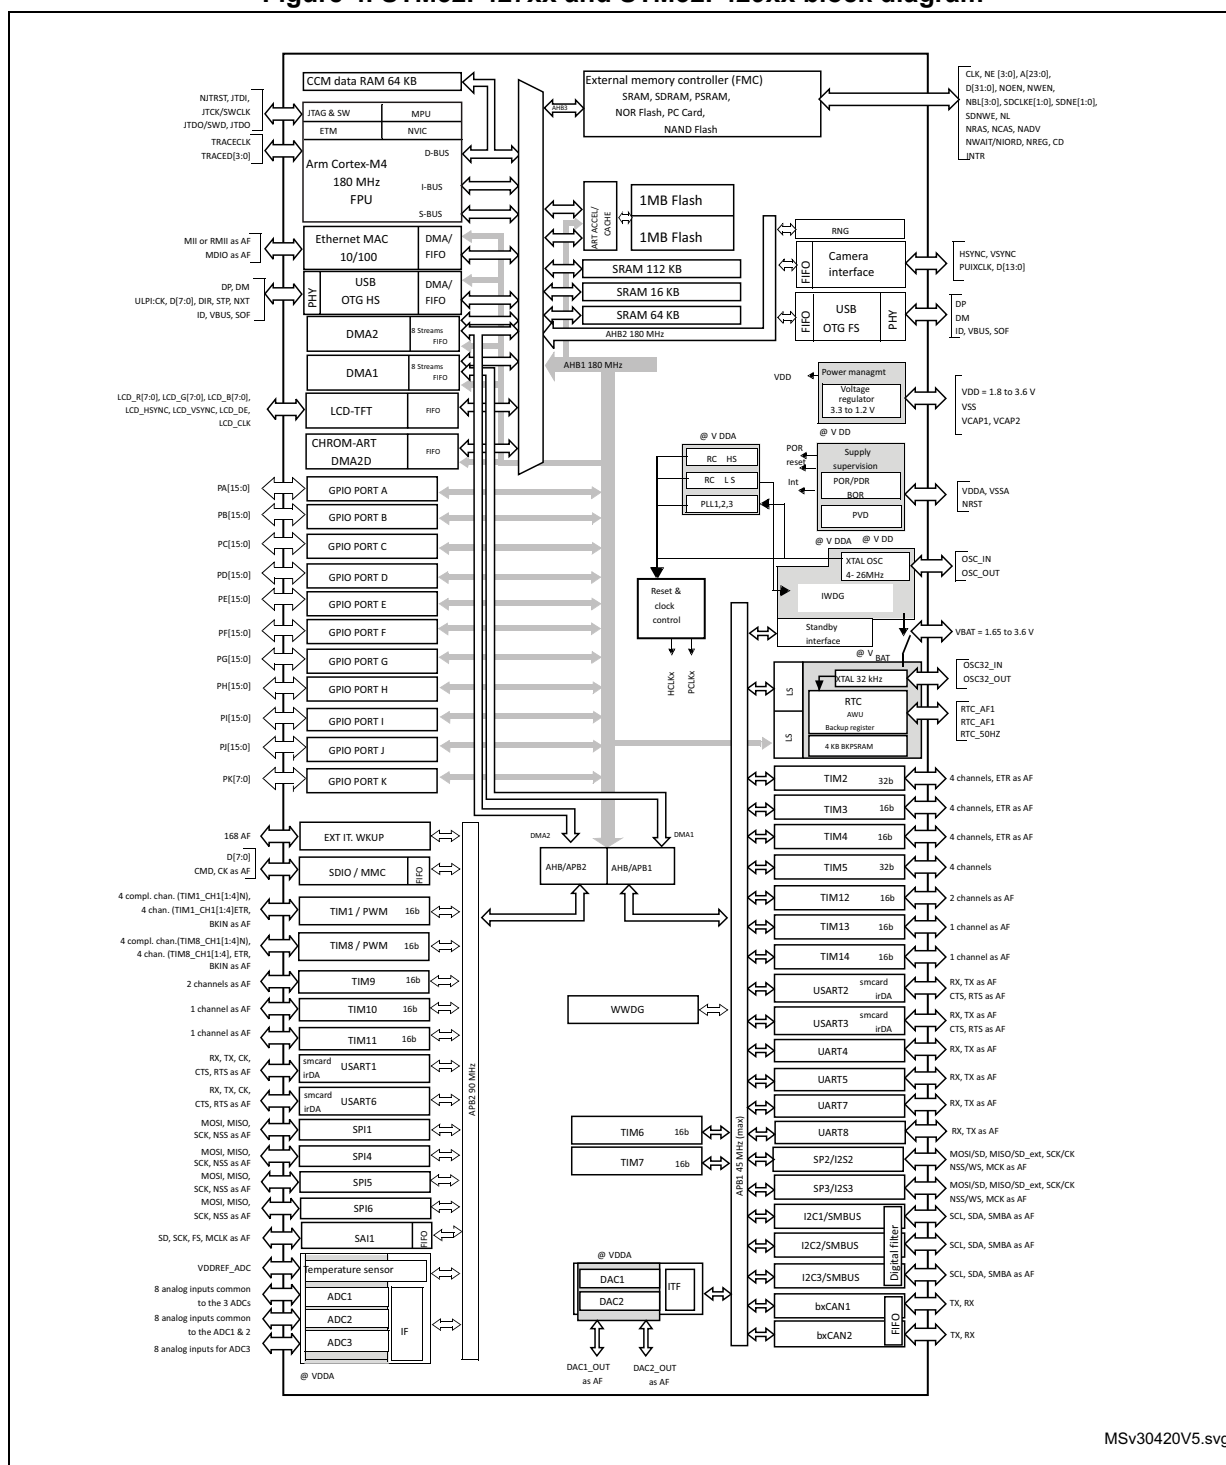 CCM data RAM 64 KB
External memory controller (FMC)
SRAM, SDRAM, PSRAM,
NOR Flash, PC Card,
NAND Flash
AHB3
CLK, NE [3:0], A[23:0],
D[31:0], NOEN, NWEN,
NBL[3:0], SDCLKE[1:0], SDNE[1:0],
SDNWE, NL
NRAS, NCAS, NADV
NWAIT/NIORD, NREG, CD
INTR
NJTRST, JTDI,
JTCK/SWCLK
JTDO/SWD, JTDO
TRACECLK
TRACED[3:0]
JTAG & SW
MPU
ETM
NVIC
Arm Cortex-M4
180 MHz
FPU
D-BUS
I-BUS
S-BUS
ART ACCEL/
CACHE
1MB Flash
1MB Flash
MII or RMII as AF
MDIO as AF
Ethernet MAC
10/100
DMA/
FIFO
DP, DM
ULPI:CK, D[7:0], DIR, STP, NXT
ID, VBUS, SOF
PHY
USB
OTG HS
DMA/
FIFO
SRAM 112 KB
SRAM 16 KB
SRAM 64 KB
AHB2 180 MHz
RNG
FIFO
Camera
interface
HSYNC, VSYNC
PUIXCLK, D[13:0]
FIFO
USB
OTG FS
PHY
DP
DM
ID, VBUS, SOF
DMA2
8 Streams
FIFO
DMA1
8 Streams
FIFO
AHB1 180 MHz
LCD_R[7:0], LCD_G[7:0], LCD_B[7:0],
LCD_HSYNC, LCD_VSYNC, LCD_DE,
LCD_CLK
LCD-TFT
FIFO
CHROM-ART
DMA2D
FIFO
VDD
Power managmt
Voltage
regulator
3.3 to 1.2 V
VDD = 1.8 to 3.6 V
VSS
VCAP1, VCAP2
@ V DD
@ V DDA
RC HS
RC L S
PLL1,2,3
POR
reset
Int
Supply
supervision
POR/PDR
BOR
PVD
VDDA, VSSA
NRST
@ V DDA @ V DD
XTAL OSC
4- 26MHz
IWDG
OSC_IN
OSC_OUT
Reset &
clock
control
HCLKx
PCLKx
Standby
interface
VBAT = 1.65 to 3.6 V
@ V BAT
LS
LS
XTAL 32 kHz
RTC
AWU
Backup register
4 KB BKPSRAM
OSC32_IN
OSC32_OUT
RTC_AF1
RTC_AF1
RTC_50HZ
PA[15:0]
GPIO PORT A
PB[15:0]
GPIO PORT B
PC[15:0]
GPIO PORT C
PD[15:0]
GPIO PORT D
PE[15:0]
GPIO PORT E
PF[15:0]
GPIO PORT F
PG[15:0]
GPIO PORT G
PH[15:0]
GPIO PORT H
PI[15:0]
GPIO PORT I
PJ[15:0]
GPIO PORT J
PK[7:0]
GPIO PORT K
DMA2
DMA1
AHB/APB2
AHB/APB1
168 AF
EXT IT. WKUP
D[7:0]
CMD, CK as AF
SDIO / MMC
FIFO
4 compl. chan. (TIM1_CH1[1:4]N),
4 chan. (TIM1_CH1[1:4]ETR,
BKIN as AF
TIM1 / PWM
16b
4 compl. chan.(TIM8_CH1[1:4]N),
4 chan. (TIM8_CH1[1:4], ETR,
BKIN as AF
TIM8 / PWM
16b
2 channels as AF
TIM9
16b
1 channel as AF
TIM10
16b
1 channel as AF
TIM11
16b
RX, TX, CK,
CTS, RTS as AF
smcard
irDA
USART1
RX, TX, CK,
CTS, RTS as AF
smcard
irDA
USART6
MOSI, MISO,
SCK, NSS as AF
SPI1
MOSI, MISO,
SCK, NSS as AF
SPI4
MOSI, MISO,
SCK, NSS as AF
SPI5
MOSI, MISO,
SCK, NSS as AF
SPI6
SD, SCK, FS, MCLK as AF
SAI1
FIFO
VDDREF_ADC
Temperature sensor
8 analog inputs common
to the 3 ADCs
8 analog inputs common
to the ADC1 & 2
8 analog inputs for ADC3
ADC1
ADC2
ADC3
IF
@ VDDA
APB2 90 MHz
WWDG
TIM6
16b
TIM7
16b
@ VDDA
DAC1
DAC2
ITF
DAC1_OUT
as AF
DAC2_OUT
as AF
APB1 45 MHz (max)
TIM2
32b
4 channels, ETR as AF
TIM3
16b
4 channels, ETR as AF
TIM4
16b
4 channels, ETR as AF
TIM5
32b
4 channels
TIM12
16b
2 channels as AF
TIM13
16b
1 channel as AF
TIM14
16b
1 channel as AF
USART2
smcard
irDA
RX, TX as AF
CTS, RTS as AF
USART3
smcard
irDA
RX, TX as AF
CTS, RTS as AF
UART4
RX, TX as AF
UART5
RX, TX as AF
UART7
RX, TX as AF
UART8
RX, TX as AF
SP2/I2S2
MOSI/SD, MISO/SD_ext, SCK/CK
NSS/WS, MCK as AF
SP3/I2S3
MOSI/SD, MISO/SD_ext, SCK/CK
NSS/WS, MCK as AF
I2C1/SMBUS
SCL, SDA, SMBA as AF
I2C2/SMBUS
SCL, SDA, SMBA as AF
I2C3/SMBUS
SCL, SDA, SMBA as AF
Digital filter
bxCAN1
TX, RX
bxCAN2
TX, RX
FIFO
MSv30420V5.svg